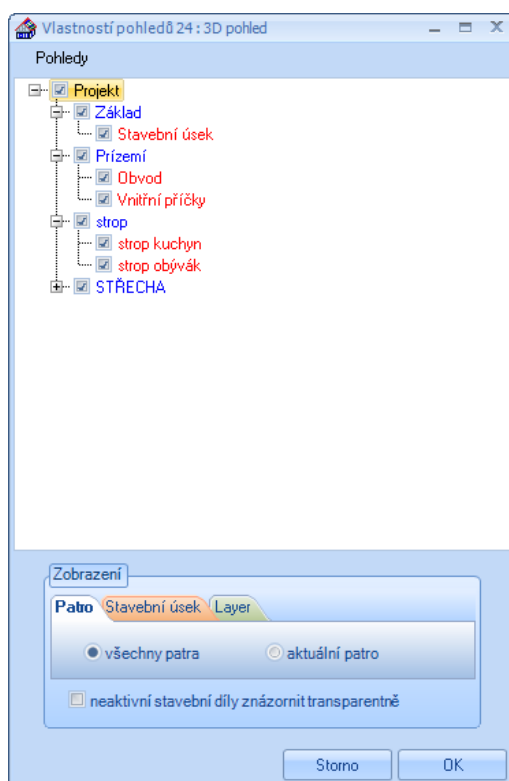 Vlastností pohledů 24 : 3D pohled
Pohledy
Projekt
Základ
Stavební úsek
Prízemí
Obvod
Vnitřní příčky
strop
strop kuchyn
strop obývák
STŘECHA
Zobrazení
Patro Stavební úsek Layer
všechny patra aktuální patro
neaktivní stavební díly znázornit transparentně
Storno OK